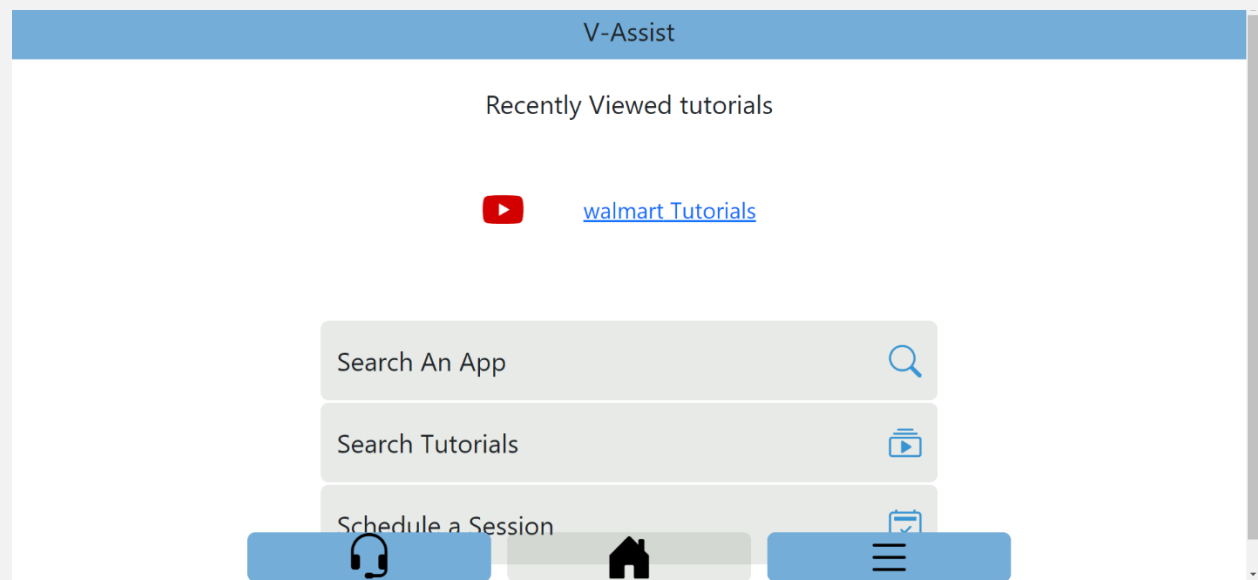 V-Assist
Recently Viewed tutorials
walmart Tutorials
Search An App
Search Tutorials
Schedule a Session